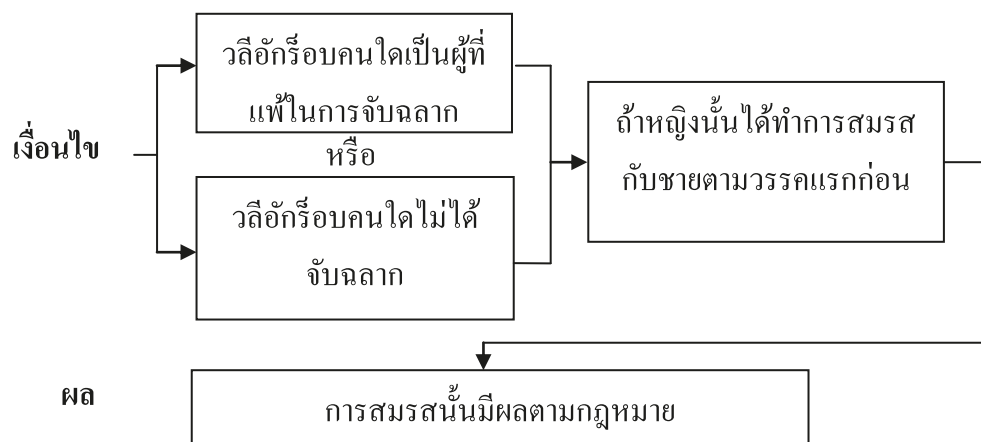 เงื่อนไข
วลีอักร็อบคนใดเป็นผู้ที่
แพ้ในการจับฉลาก
หรือ
วลีอักร็อบคนใดไม่ได้
จับฉลาก
ถ้าหญิงนั้นได้ทำการสมรส
กับชายตามวรรคแรกก่อน
ผล
การสมรสนั้นมีผลตามกฎหมาย